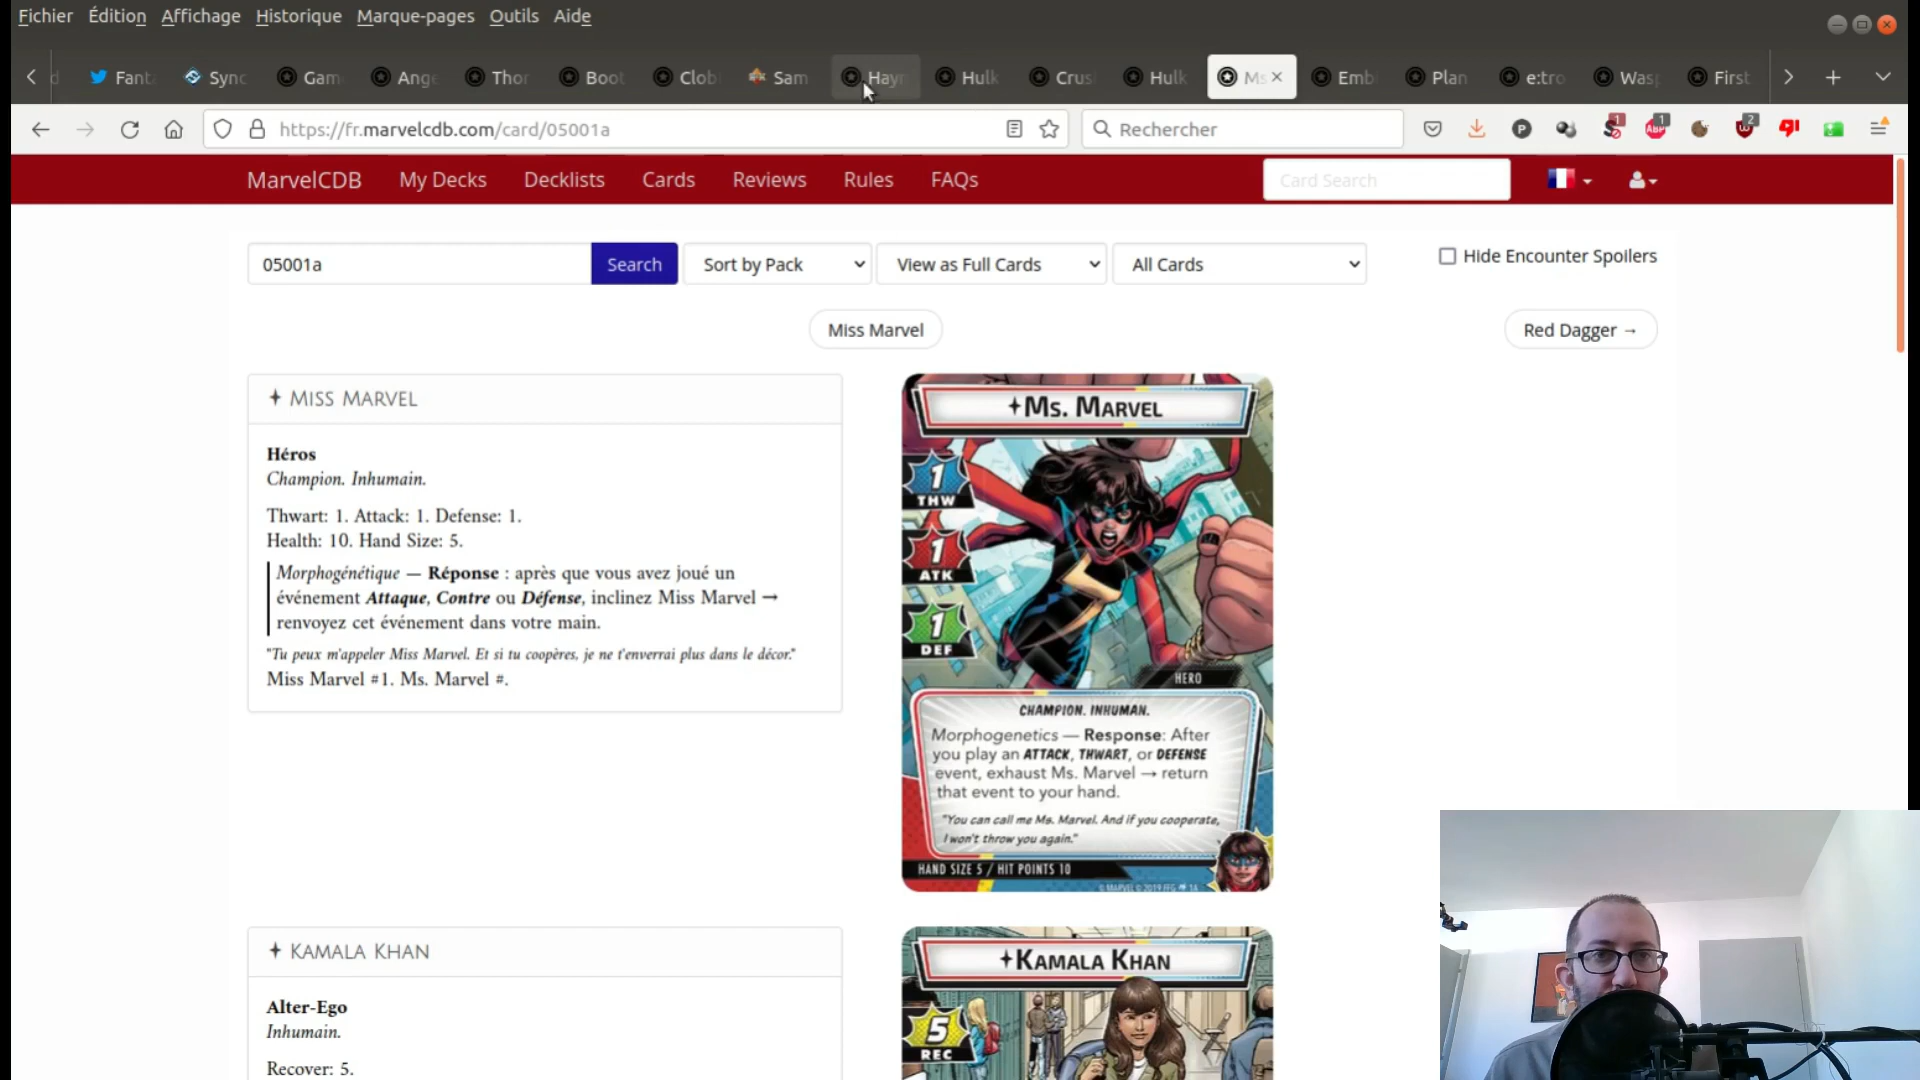 Fichier Édition Affichage Historique Marque-pages Outils Aide
Fant Sync Gam Ange Thor Boot Clob Sam Hayn Hulk Crus Hulk Ms Emb Plan e:tro Wasp First
https://fr.marvelcdb.com/card/05001a
Rechercher
MarvelCDB My Decks Decklists Cards Reviews Rules FAQs Card Search
05001a Search Sort by Pack View as Full Cards All Cards Hide Encounter Spoilers
Miss Marvel Red Dagger →
Miss Marvel
Héros
Champion. Inhumain.
Thwart: 1. Attack: 1. Defense: 1.
Health: 10. Hand Size: 5.
Morphogénétique — Réponse : après que vous avez joué un
événement Attaque, Contre ou Défense, inclinez Miss Marvel →
renvoyez cet événement dans votre main.
"Tu peux m'appeler Miss Marvel. Et si tu coopères, je ne t'enverrai plus dans le décor."
Miss Marvel #1. Ms. Marvel #.
Ms. Marvel
1
THW
1
ATK
1
DEF
HERO
CHAMPION. INHUMAN.
Morphogenetics — Response: After
you play an ATTACK, THWART, or DEFENSE
event, exhaust Ms. Marvel → return
that event to your hand.
"You can call me Ms. Marvel. And if you cooperate,
I won't throw you again."
HAND SIZE 5 / HIT POINTS 10
© MARVEL © 2019 FFG
Kamala Khan
Alter-Ego
Inhumain.
Recover: 5.
Kamala Khan
5
REC